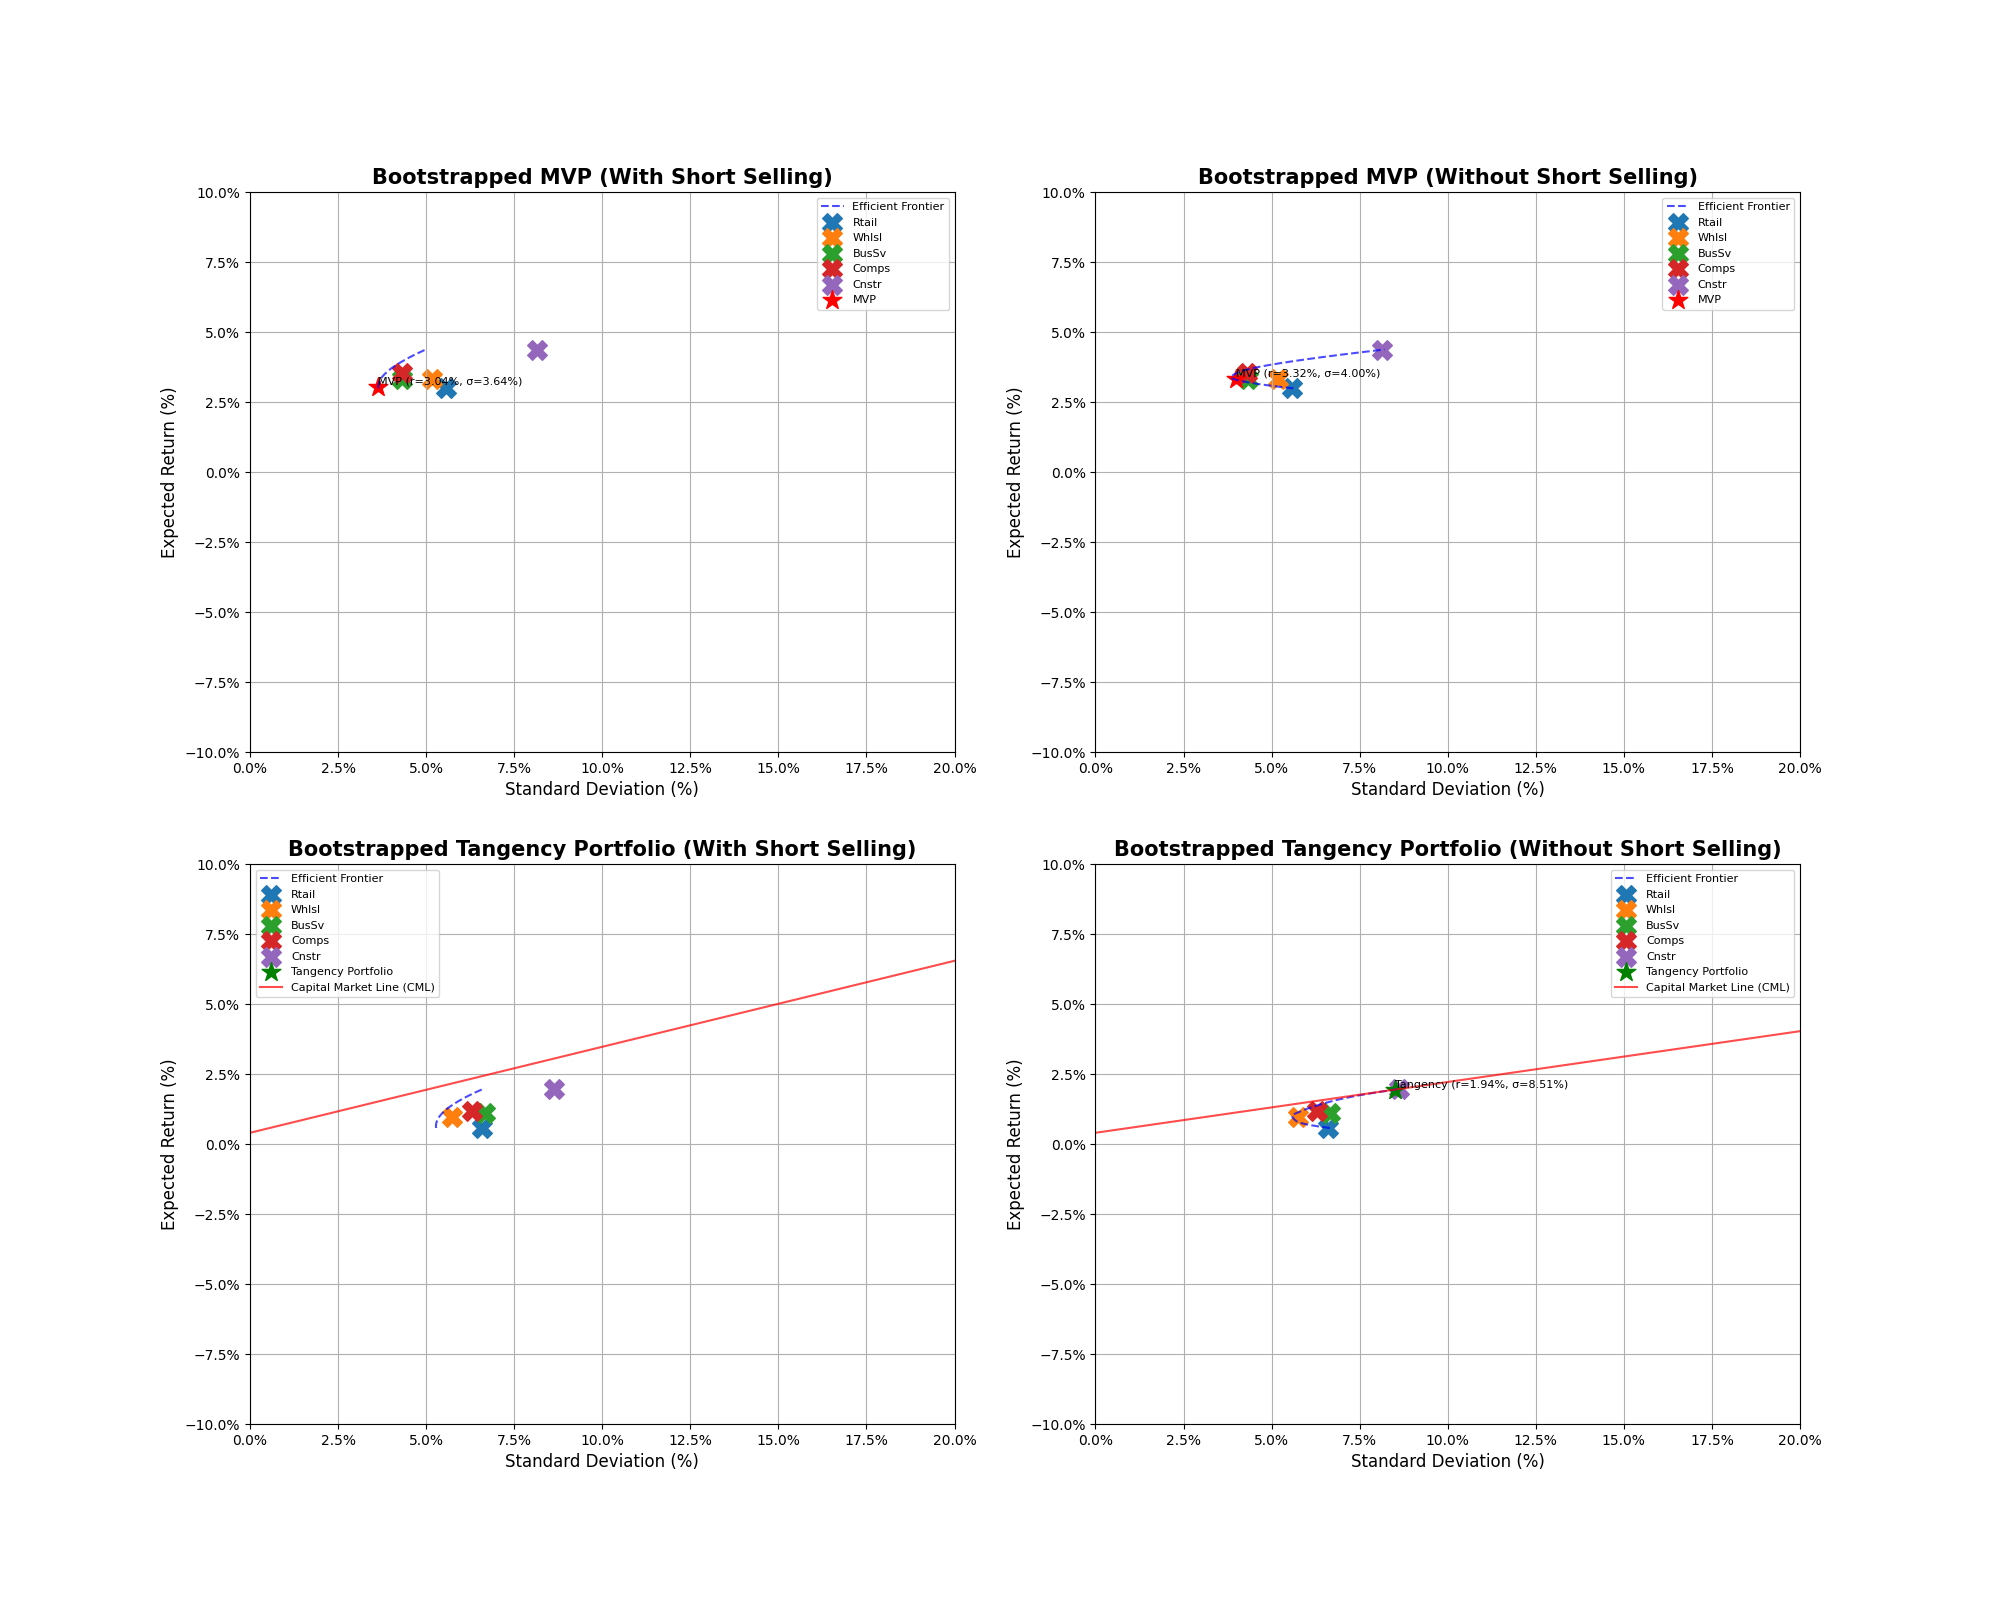 Bootstrapped MVP (With Short Selling)
10.0%
7.5%
5.0%
2.5%
0.0%
−2.5%
−5.0%
−7.5%
−10.0%
Expected Return (%)
Efficient Frontier
Rtail
Whlsl
BusSv
Comps
Cnstr
MVP
MVP (r=3.04%, σ=3.64%)
0.0% 2.5% 5.0% 7.5% 10.0% 12.5% 15.0% 17.5% 20.0%
Standard Deviation (%)
Bootstrapped MVP (Without Short Selling)
10.0%
7.5%
5.0%
2.5%
0.0%
−2.5%
−5.0%
−7.5%
−10.0%
Expected Return (%)
Efficient Frontier
Rtail
Whlsl
BusSv
Comps
Cnstr
MVP
MVP (r=3.32%, σ=4.00%)
0.0% 2.5% 5.0% 7.5% 10.0% 12.5% 15.0% 17.5% 20.0%
Standard Deviation (%)
Bootstrapped Tangency Portfolio (With Short Selling)
10.0%
7.5%
5.0%
2.5%
0.0%
−2.5%
−5.0%
−7.5%
−10.0%
Expected Return (%)
Efficient Frontier
Rtail
Whlsl
BusSv
Comps
Cnstr
Tangency Portfolio
Capital Market Line (CML)
0.0% 2.5% 5.0% 7.5% 10.0% 12.5% 15.0% 17.5% 20.0%
Standard Deviation (%)
Bootstrapped Tangency Portfolio (Without Short Selling)
10.0%
7.5%
5.0%
2.5%
0.0%
−2.5%
−5.0%
−7.5%
−10.0%
Expected Return (%)
Efficient Frontier
Rtail
Whlsl
BusSv
Comps
Cnstr
Tangency Portfolio
Capital Market Line (CML)
Tangency (r=1.94%, σ=8.51%)
0.0% 2.5% 5.0% 7.5% 10.0% 12.5% 15.0% 17.5% 20.0%
Standard Deviation (%)